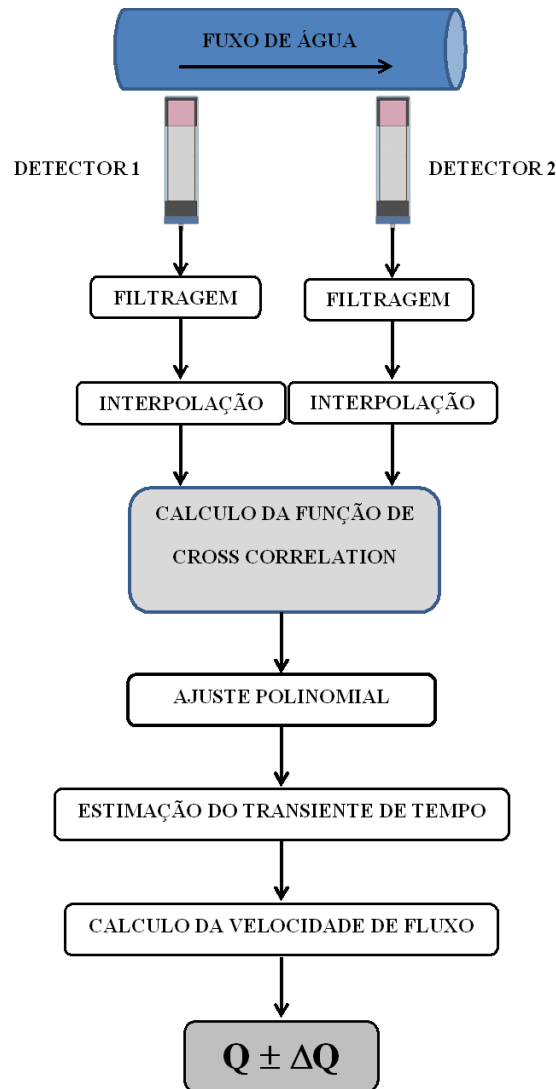 FUXO DE ÁGUA
DETECTOR 1
DETECTOR 2
FILTRAGEM
FILTRAGEM
INTERPOLAÇÃO
INTERPOLAÇÃO
CALCULO DA FUNÇÃO DE
CROSS CORRELATION
AJUSTE POLINOMIAL
ESTIMAÇÃO DO TRANSIENTE DE TEMPO
CALCULO DA VELOCIDADE DE FLUXO
Q ± ΔQ